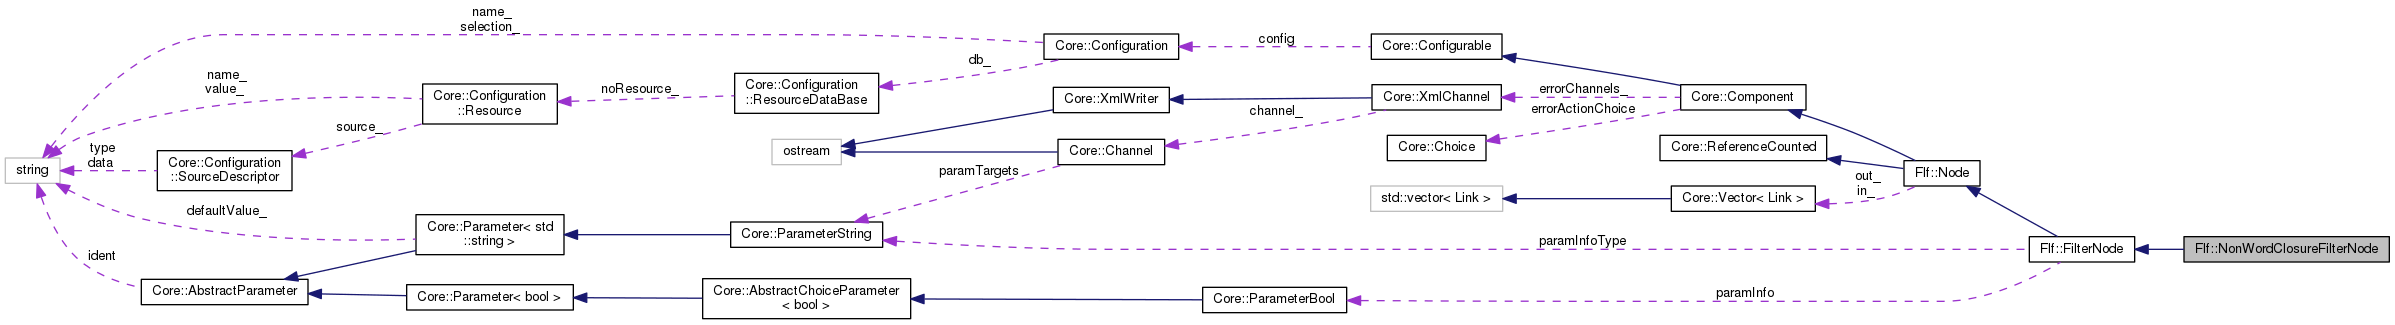 name_
selection_
Core::Configuration
config
Core::Configurable
db_
name_
value_
Core::Configuration
::Resource
noResource_
Core::Configuration
::ResourceDataBase
Core::XmlWriter
Core::XmlChannel
errorChannels_
errorActionChoice
Core::Component
channel_
source_
type
data
string
Core::Configuration
::SourceDescriptor
ostream
Core::Channel
Core::Choice
Core::ReferenceCounted
Flf::Node
paramTargets
out_
in_
std::vector< Link >
Core::Vector< Link >
defaultValue_
Core::Parameter< std
::string >
Core::ParameterString
paramInfoType
Flf::FilterNode
Flf::NonWordClosureFilterNode
ident
Core::AbstractParameter
Core::Parameter< bool >
Core::AbstractChoiceParameter
< bool >
Core::ParameterBool
paramInfo